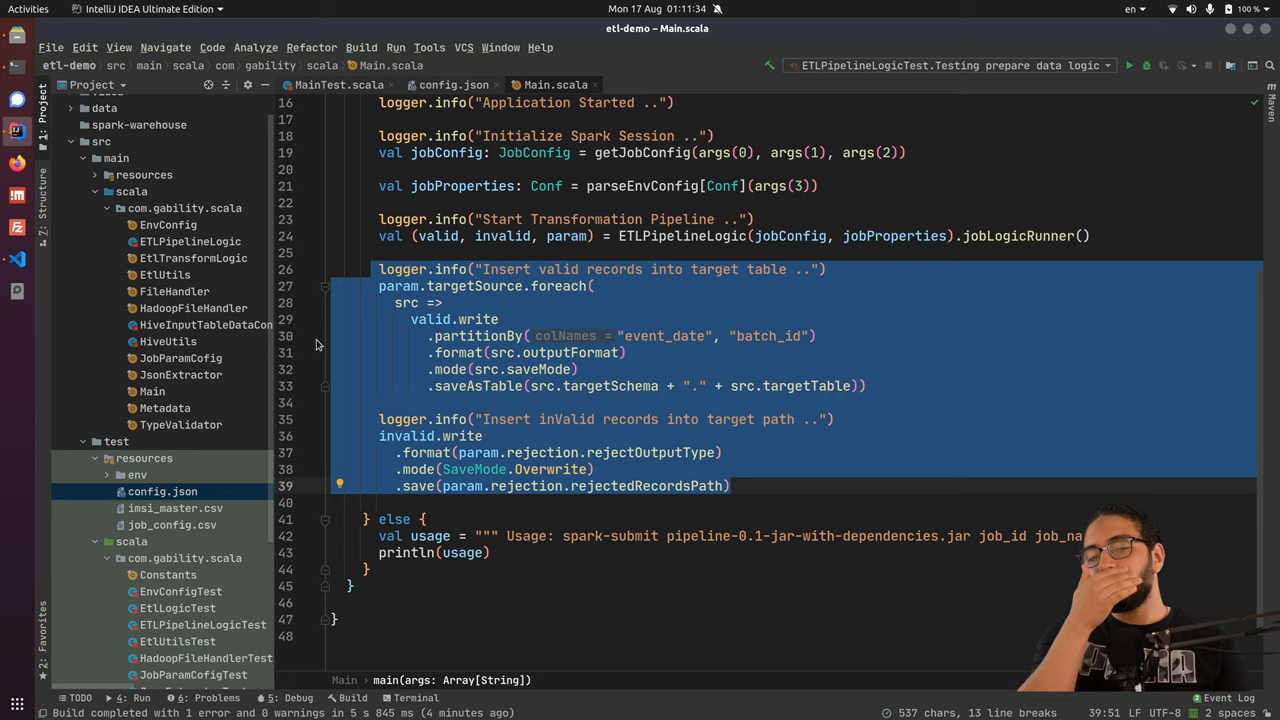 Activities
IntelliJ IDEA Ultimate Edition
Mon 17 Aug 01:11:34
en
100 %
etl-demo – Main.scala
File Edit View Navigate Code Analyze Refactor Build Run Tools VCS Window Help
etl-demo › src › main › scala › com › gability › scala › Main.scala
ETLPipelineLogicTest.Testing prepare data logic
Project
MainTest.scala
config.json
Main.scala
1: Project
7: Structure
2: Favorites
Maven
data
spark-warehouse
src
main
resources
scala
com.gability.scala
EnvConfig
ETLPipelineLogic
EtlTransformLogic
EtlUtils
FileHandler
HadoopFileHandler
HiveInputTableDataCon
HiveUtils
JobParamCofig
JsonExtractor
Main
Metadata
TypeValidator
test
resources
env
config.json
imsi_master.csv
job_config.csv
scala
com.gability.scala
Constants
EnvConfigTest
EtlLogicTest
ETLPipelineLogicTest
EtlUtilsTest
HadoopFileHandlerTest
JobParamCofigTest
16 logger.info("Application Started ..")
17
18 logger.info("Initialize Spark Session ..")
19 val jobConfig: JobConfig = getJobConfig(args(0), args(1), args(2))
20
21 val jobProperties: Conf = parseEnvConfig[Conf](args(3))
22
23 logger.info("Start Transformation Pipeline ..")
24 val (valid, invalid, param) = ETLPipelineLogic(jobConfig, jobProperties).jobLogicRunner()
25
26 logger.info("Insert valid records into target table ..")
27 param.targetSource.foreach(
28 src =>
29 valid.write
30 .partitionBy( colNames = "event_date", "batch_id")
31 .format(src.outputFormat)
32 .mode(src.saveMode)
33 .saveAsTable(src.targetSchema + "." + src.targetTable))
34
35 logger.info("Insert inValid records into target path ..")
36 invalid.write
37 .format(param.rejection.rejectOutputType)
38 .mode(SaveMode.Overwrite)
39 .save(param.rejection.rejectedRecordsPath)
40
41 } else {
42 val usage = """ Usage: spark-submit pipeline-0.1-jar-with-dependencies.jar job_id job_na
43 println(usage)
44 }
45 }
46
47 }
48
Main › main(args: Array[String])
TODO
4: Run
6: Problems
5: Debug
Build
Terminal
Event Log
Build completed with 1 error and 0 warnings in 5 s 845 ms (4 minutes ago)
537 chars, 13 line breaks
39:51 LF UTF-8 2 spaces